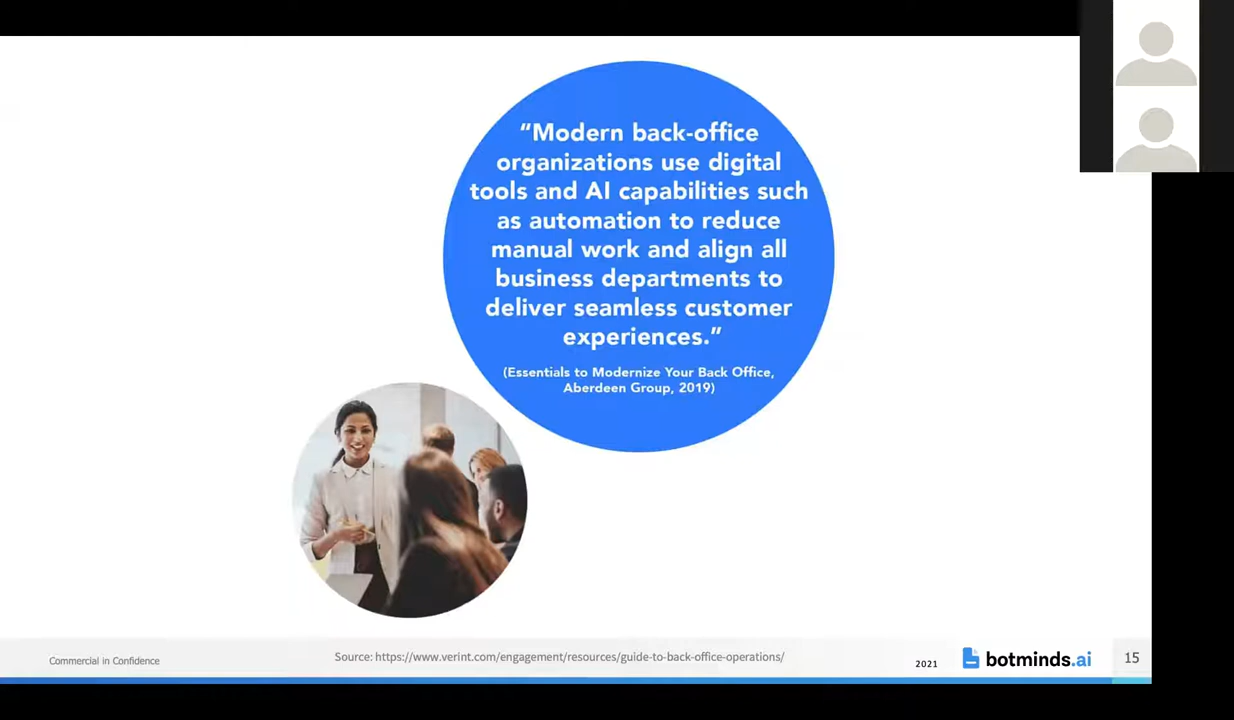 “Modern back-office
organizations use digital
tools and AI capabilities such
as automation to reduce
manual work and align all
business departments to
deliver seamless customer
experiences.”
(Essentials to Modernize Your Back Office,
Aberdeen Group, 2019)
Commercial in Confidence
Source: https://www.verint.com/engagement/resources/guide-to-back-office-operations/
2021
botminds.ai
15